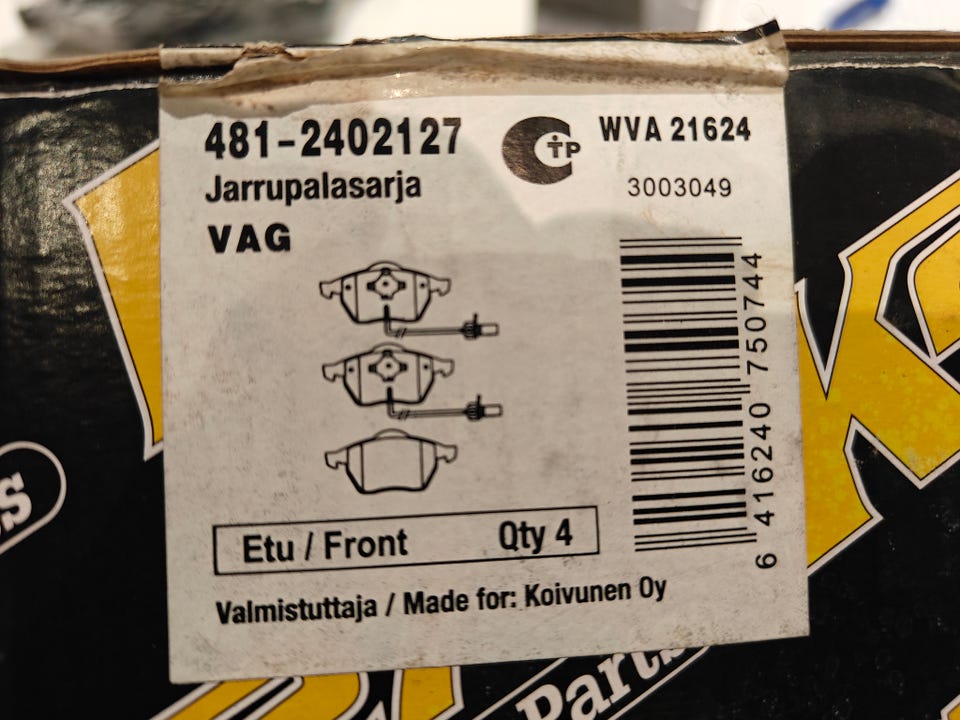 481-2402127
Jarrupalasarja
VAG
CTP
WVA 21624
3003049
6 416240 750744
Etu / Front Qty 4
Valmistuttaja / Made for: Koivunen Oy
Parts